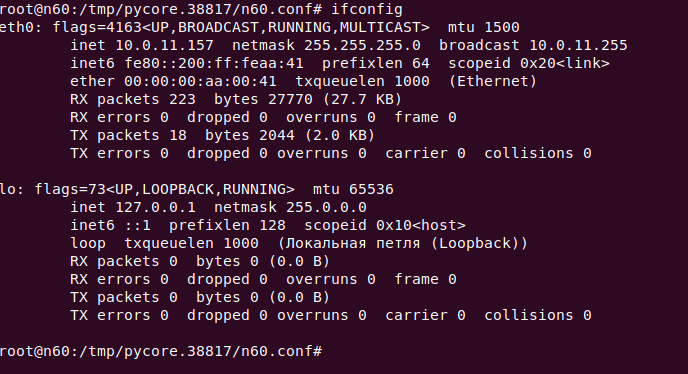 root@n60:/tmp/pycore.38817/n60.conf# ifconfig
eth0: flags=4163<UP,BROADCAST,RUNNING,MULTICAST>  mtu 1500
        inet 10.0.11.157  netmask 255.255.255.0  broadcast 10.0.11.255
        inet6 fe80::200:ff:feaa:41  prefixlen 64  scopeid 0x20<link>
        ether 00:00:00:aa:00:41  txqueuelen 1000  (Ethernet)
        RX packets 223  bytes 27770 (27.7 KB)
        RX errors 0  dropped 0  overruns 0  frame 0
        TX packets 18  bytes 2044 (2.0 KB)
        TX errors 0  dropped 0 overruns 0  carrier 0  collisions 0

lo: flags=73<UP,LOOPBACK,RUNNING>  mtu 65536
        inet 127.0.0.1  netmask 255.0.0.0
        inet6 ::1  prefixlen 128  scopeid 0x10<host>
        loop  txqueuelen 1000  (Локальная петля (Loopback))
        RX packets 0  bytes 0 (0.0 B)
        RX errors 0  dropped 0  overruns 0  frame 0
        TX packets 0  bytes 0 (0.0 B)
        TX errors 0  dropped 0 overruns 0  carrier 0  collisions 0

root@n60:/tmp/pycore.38817/n60.conf#